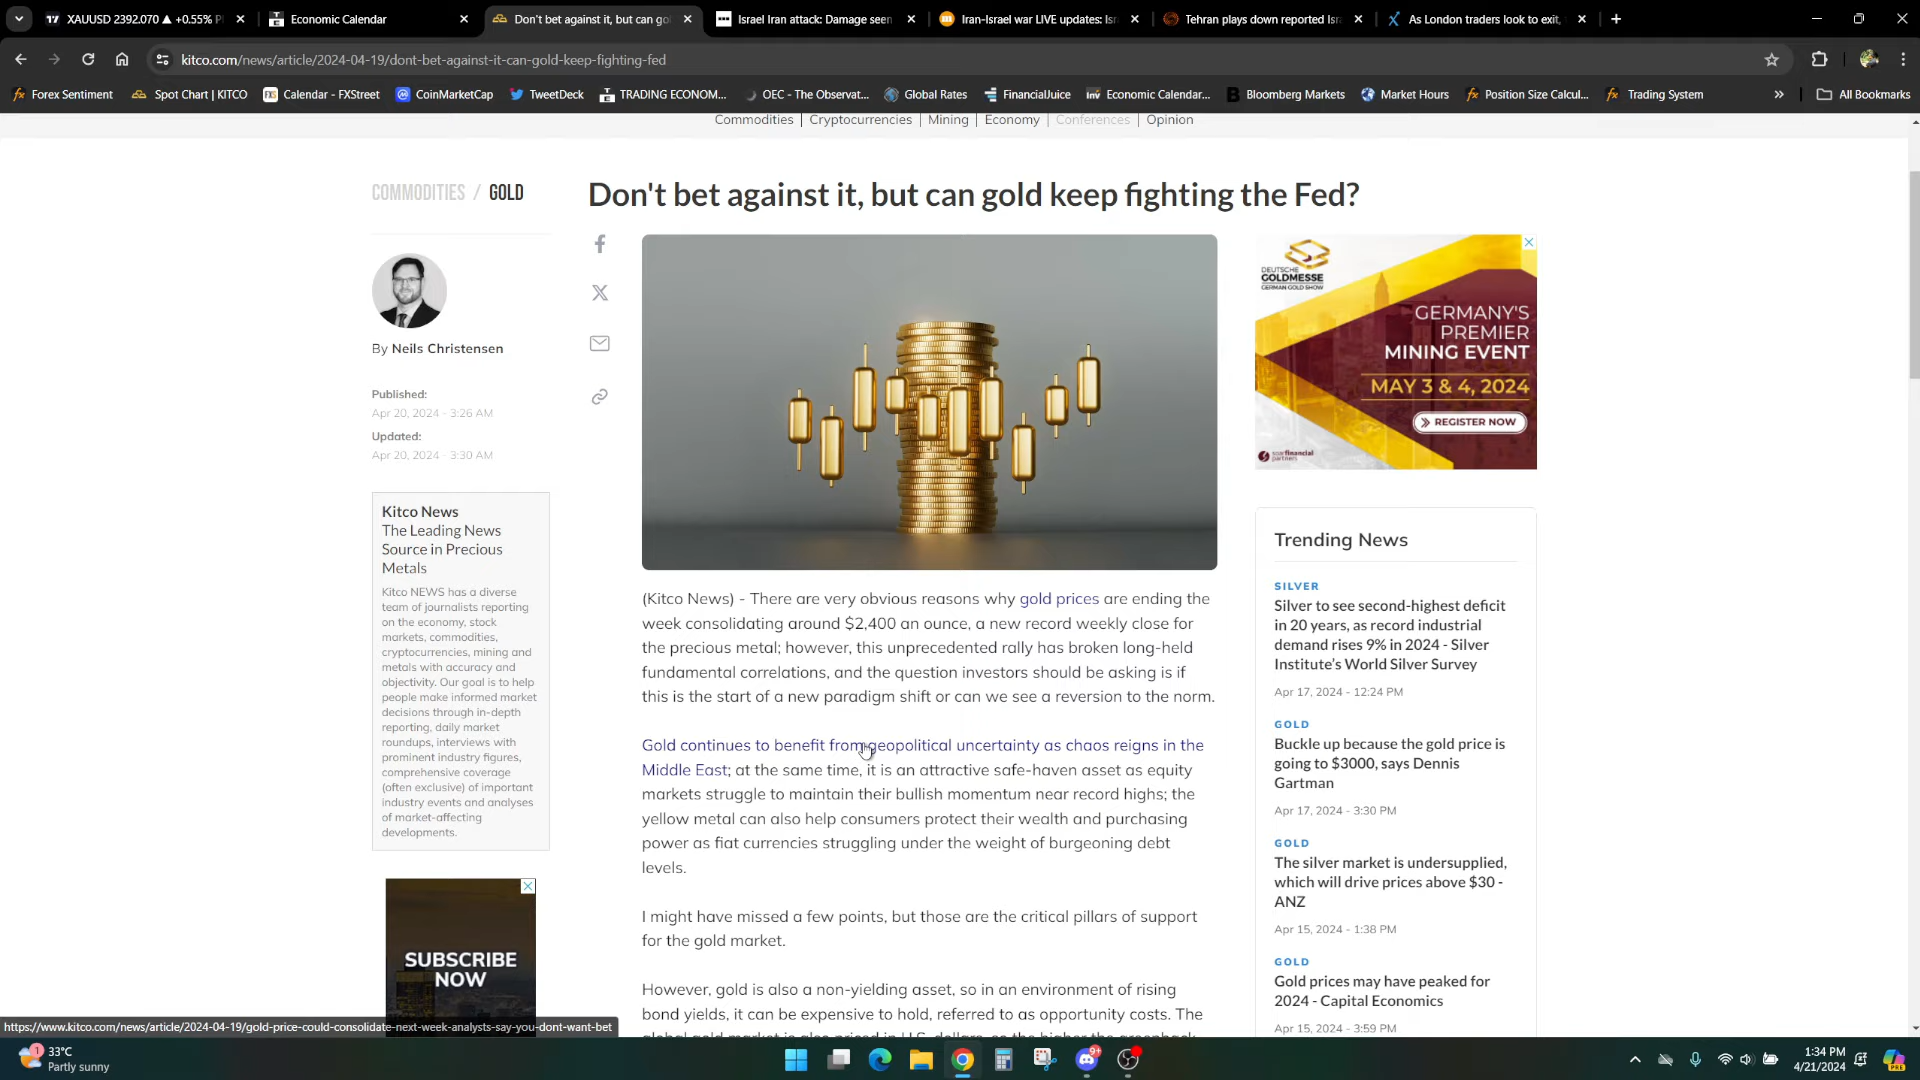 XAUUSD 2392.070 ▲ +0.55%
Economic Calendar
Don't bet against it, but can go
Israel Iran attack: Damage seen
Iran-Israel war LIVE updates: Is
Tehran plays down reported Isr
As London traders look to exit,
kitco.com/news/article/2024-04-19/dont-bet-against-it-can-gold-keep-fighting-fed
Forex Sentiment
Spot Chart | KITCO
Calendar - FXStreet
CoinMarketCap
TweetDeck
TRADING ECONOM...
OEC - The Observat...
Global Rates
FinancialJuice
Economic Calendar...
Bloomberg Markets
Market Hours
Position Size Calcul...
Trading System
All Bookmarks
Commodities | Cryptocurrencies | Mining | Economy | Conferences | Opinion
COMMODITIES / GOLD
Don't bet against it, but can gold keep fighting the Fed?
By Neils Christensen
Published:
Apr 20, 2024 - 3:26 AM
Updated:
Apr 20, 2024 - 3:30 AM
Kitco News
The Leading News
Source in Precious
Metals
Kitco NEWS has a diverse
team of journalists reporting
on the economy, stock
markets, commodities,
cryptocurrencies, mining and
metals with accuracy and
objectivity. Our goal is to help
people make informed market
decisions through in-depth
reporting, daily market
roundups, interviews with
prominent industry figures,
comprehensive coverage
(often exclusive) of important
industry events and analyses
of market-affecting
developments.
SUBSCRIBE
NOW
(Kitco News) - There are very obvious reasons why gold prices are ending the
week consolidating around $2,400 an ounce, a new record weekly close for
the precious metal; however, this unprecedented rally has broken long-held
fundamental correlations, and the question investors should be asking is if
this is the start of a new paradigm shift or can we see a reversion to the norm.
Gold continues to benefit from geopolitical uncertainty as chaos reigns in the
Middle East; at the same time, it is an attractive safe-haven asset as equity
markets struggle to maintain their bullish momentum near record highs; the
yellow metal can also help consumers protect their wealth and purchasing
power as fiat currencies struggling under the weight of burgeoning debt
levels.
I might have missed a few points, but those are the critical pillars of support
for the gold market.
However, gold is also a non-yielding asset, so in an environment of rising
bond yields, it can be expensive to hold, referred to as opportunity costs. The
global gold market is also priced in U.S. dollars, so the higher the greenback
DEUTSCHE
GOLDMESSE
GERMAN GOLD SHOW
GERMANY'S
PREMIER
MINING EVENT
MAY 3 & 4, 2024
REGISTER NOW
soarfinancial
partners
Trending News
SILVER
Silver to see second-highest deficit
in 20 years, as record industrial
demand rises 9% in 2024 - Silver
Institute's World Silver Survey
Apr 17, 2024 - 12:24 PM
GOLD
Buckle up because the gold price is
going to $3000, says Dennis
Gartman
Apr 17, 2024 - 3:30 PM
GOLD
The silver market is undersupplied,
which will drive prices above $30 -
ANZ
Apr 15, 2024 - 1:38 PM
GOLD
Gold prices may have peaked for
2024 - Capital Economics
Apr 15, 2024 - 3:59 PM
https://www.kitco.com/news/article/2024-04-19/gold-price-could-consolidate-next-week-analysts-say-you-dont-want-bet
1
33°C
Partly sunny
9+
1:34 PM
4/21/2024
PRE